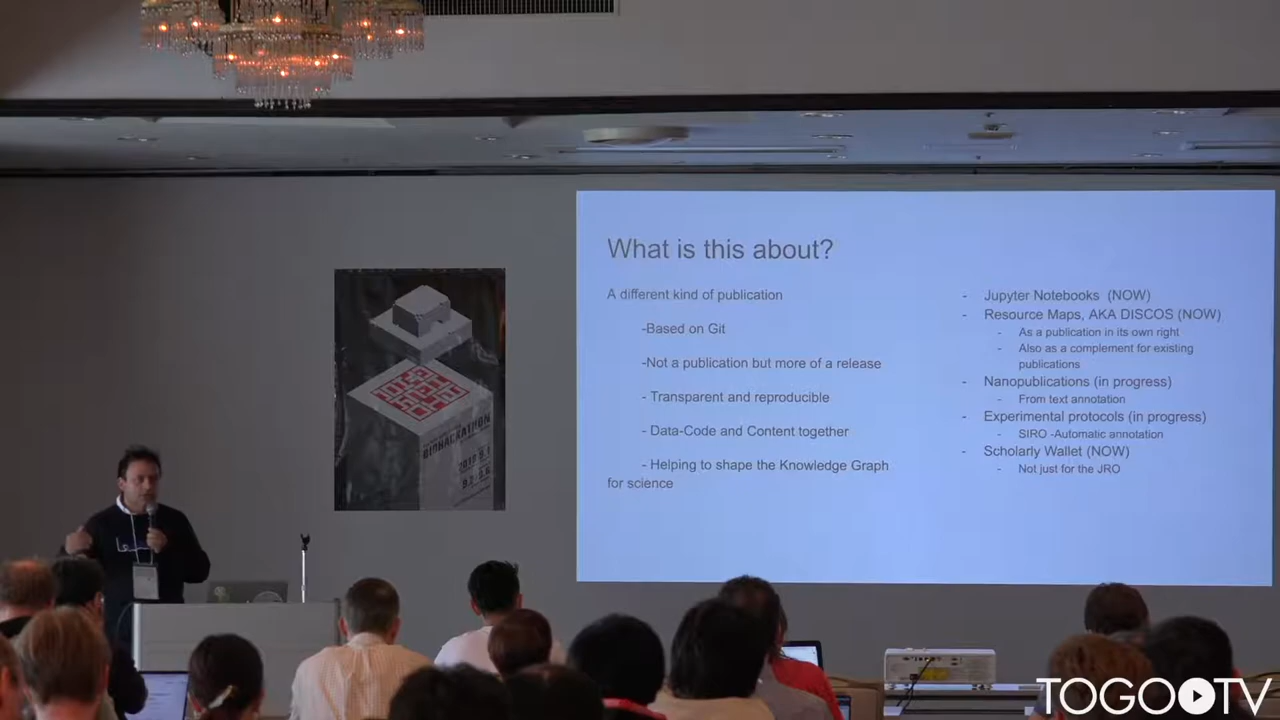 What is this about?
A different kind of publication
-Based on Git
-Not a publication but more of a release
- Transparent and reproducible
- Data-Code and Content together
- Helping to shape the Knowledge Graph
for science
- Jupyter Notebooks (NOW)
- Resource Maps, AKA DISCOS (NOW)
- As a publication in its own right
- Also as a complement for existing
publications
- Nanopublications (in progress)
- From text annotation
- Experimental protocols (in progress)
- SIRO -Automatic annotation
- Scholarly Wallet (NOW)
- Not just for the JRO
BIOHACKATHON
TOGO TV